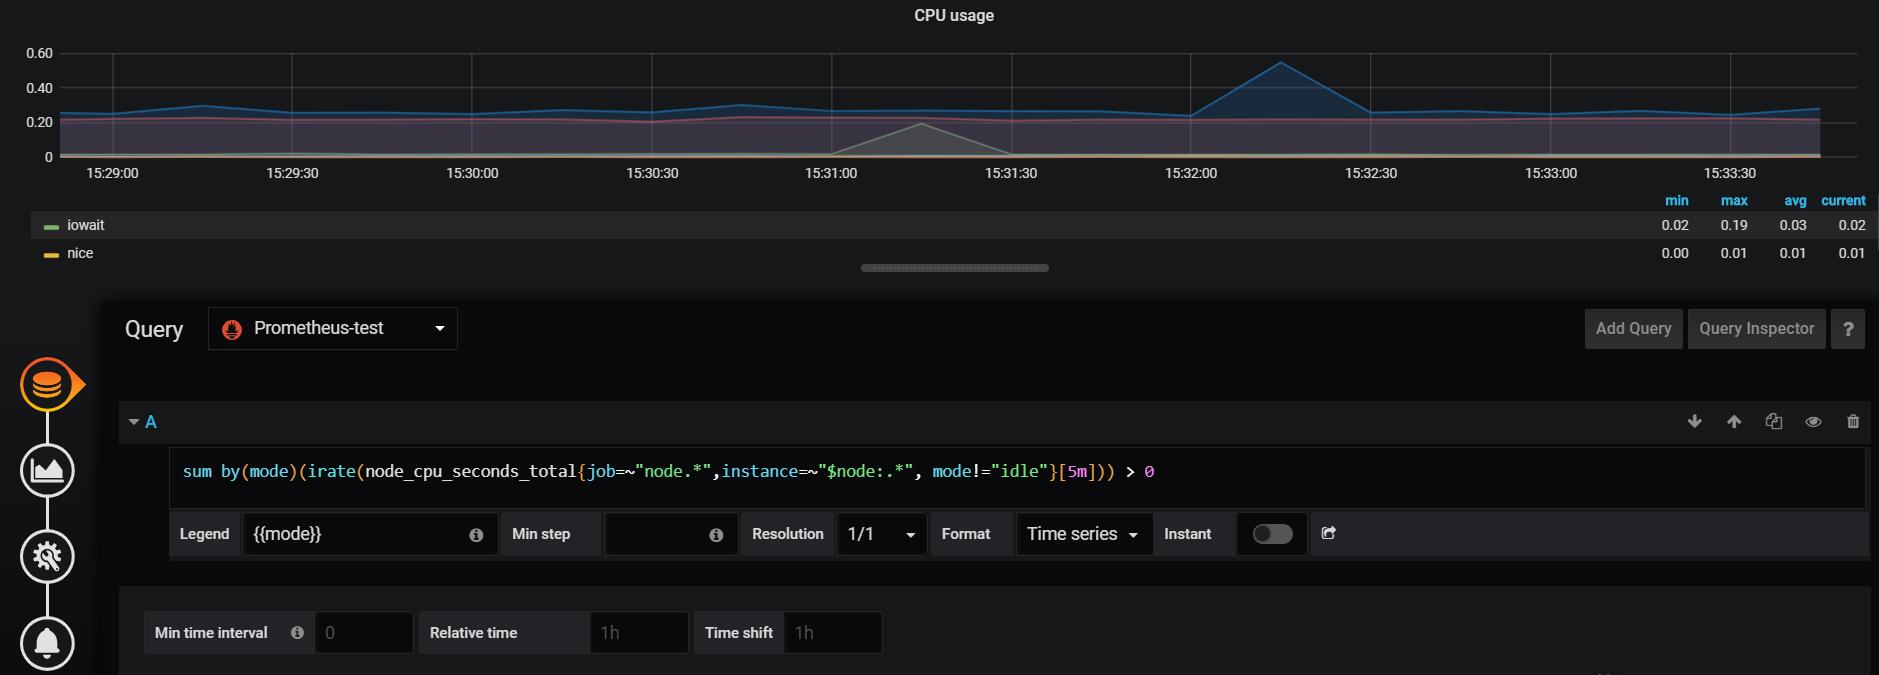 CPU usage
0.60
0.40
0.20
0
15:29:00 15:29:30 15:30:00 15:30:30 15:31:00 15:31:30 15:32:00 15:32:30 15:33:00 15:33:30
min max avg current
iowait 0.02 0.19 0.03 0.02
nice 0.00 0.01 0.01 0.01
Query Prometheus-test Add Query Query Inspector ?
A
sum by(mode)(irate(node_cpu_seconds_total{job=~"node.*",instance=~"$node:.*", mode!="idle"}[5m])) > 0
Legend {{mode}} Min step Resolution 1/1 Format Time series Instant
Min time interval 0 Relative time 1h Time shift 1h